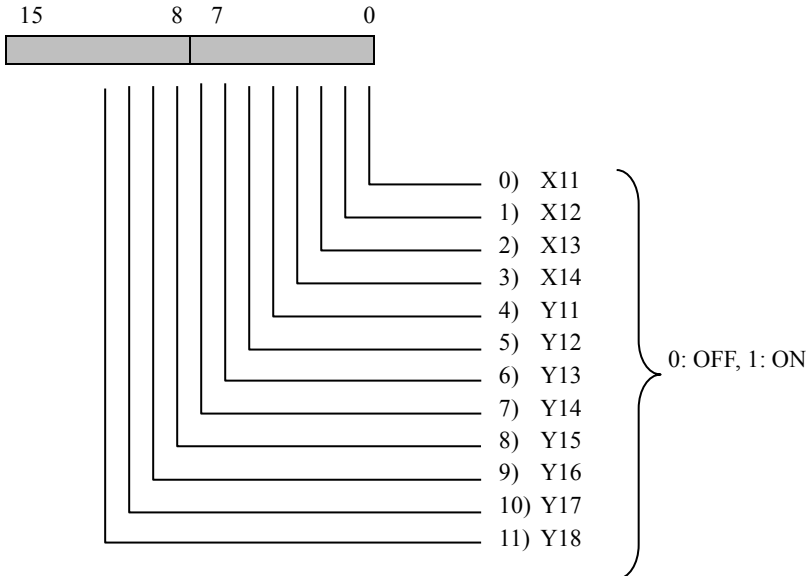 15 8 7 0
0) X11
1) X12
2) X13
3) X14
4) Y11
5) Y12
6) Y13
7) Y14
8) Y15
9) Y16
10) Y17
11) Y18
0: OFF, 1: ON